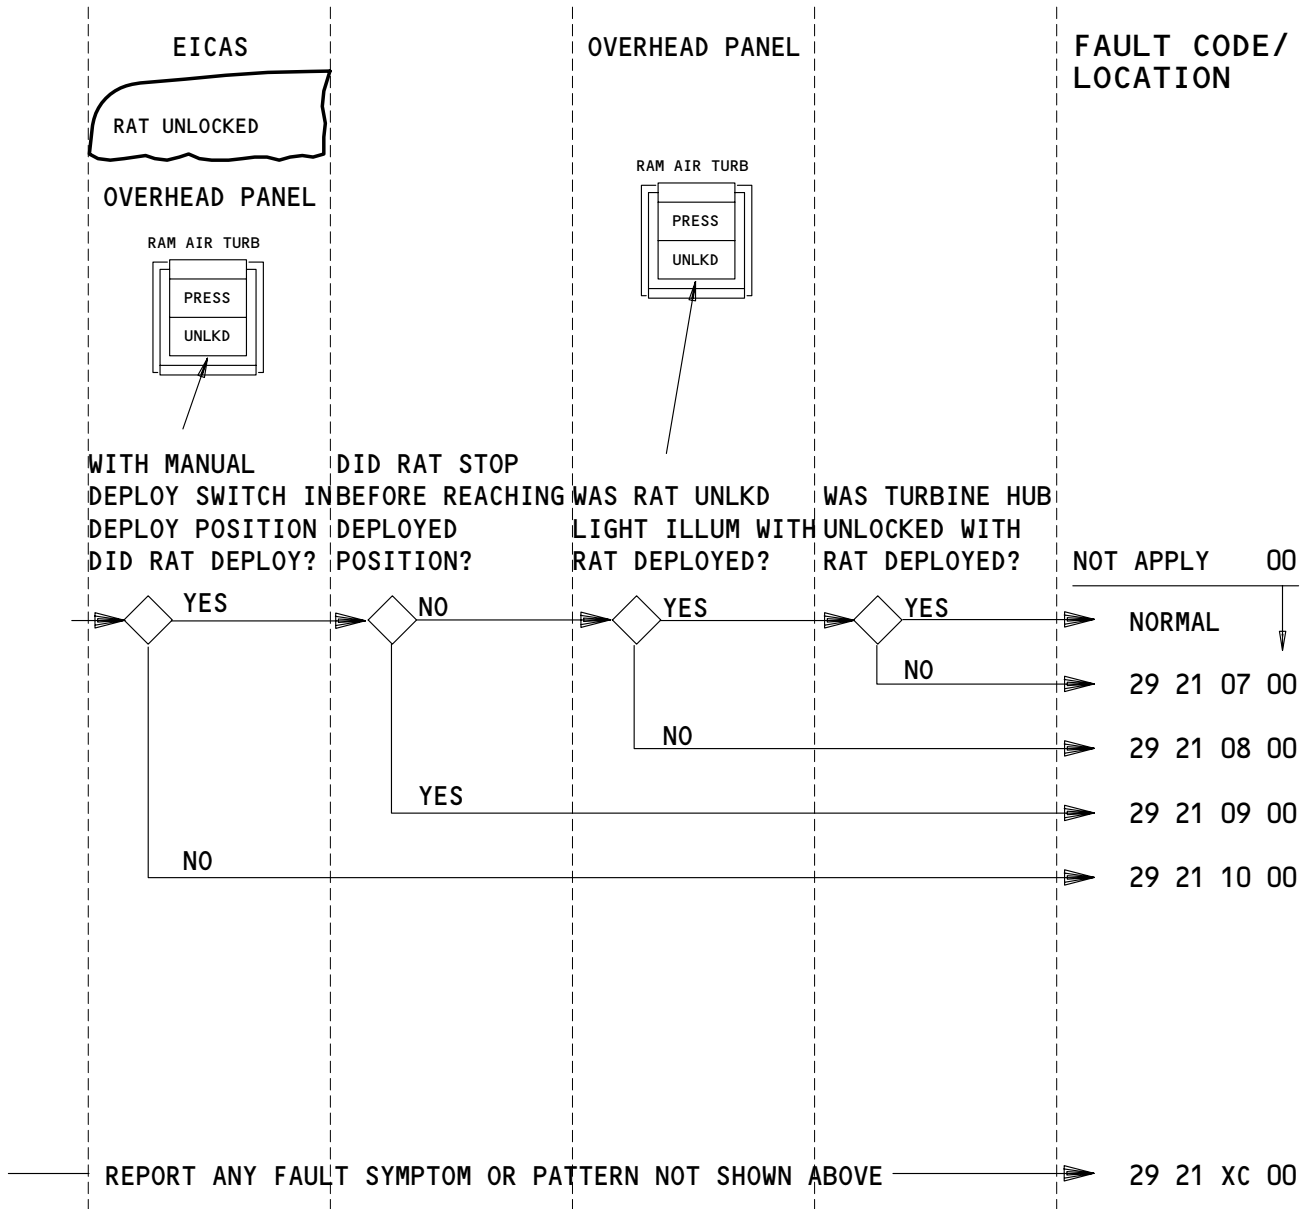 EICAS
RAT UNLOCKED
OVERHEAD PANEL
RAM AIR TURB
PRESS
UNLKD
OVERHEAD PANEL
RAM AIR TURB
PRESS
UNLKD
FAULT CODE/
LOCATION
WITH MANUAL
DEPLOY SWITCH IN
DEPLOY POSITION
DID RAT DEPLOY?
DID RAT STOP
BEFORE REACHING
DEPLOYED
POSITION?
WAS RAT UNLKD
LIGHT ILLUM WITH
RAT DEPLOYED?
WAS TURBINE HUB
UNLOCKED WITH
RAT DEPLOYED?
NOT APPLY 00
YES
NO
YES
YES
NORMAL
NO
29 21 07 00
NO
29 21 08 00
YES
29 21 09 00
NO
29 21 10 00
REPORT ANY FAULT SYMPTOM OR PATTERN NOT SHOWN ABOVE
29 21 XC 00